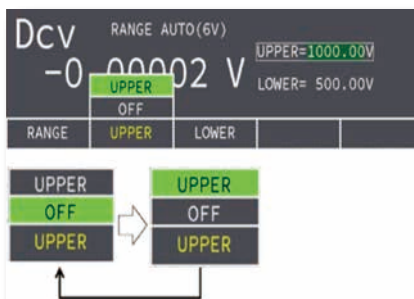 Dcv RANGE AUTO(6V)
UPPER=1000.00V
-0.00002 V
LOWER= 500.00V
UPPER
OFF
RANGE UPPER LOWER
UPPER
OFF
UPPER
UPPER
OFF
UPPER